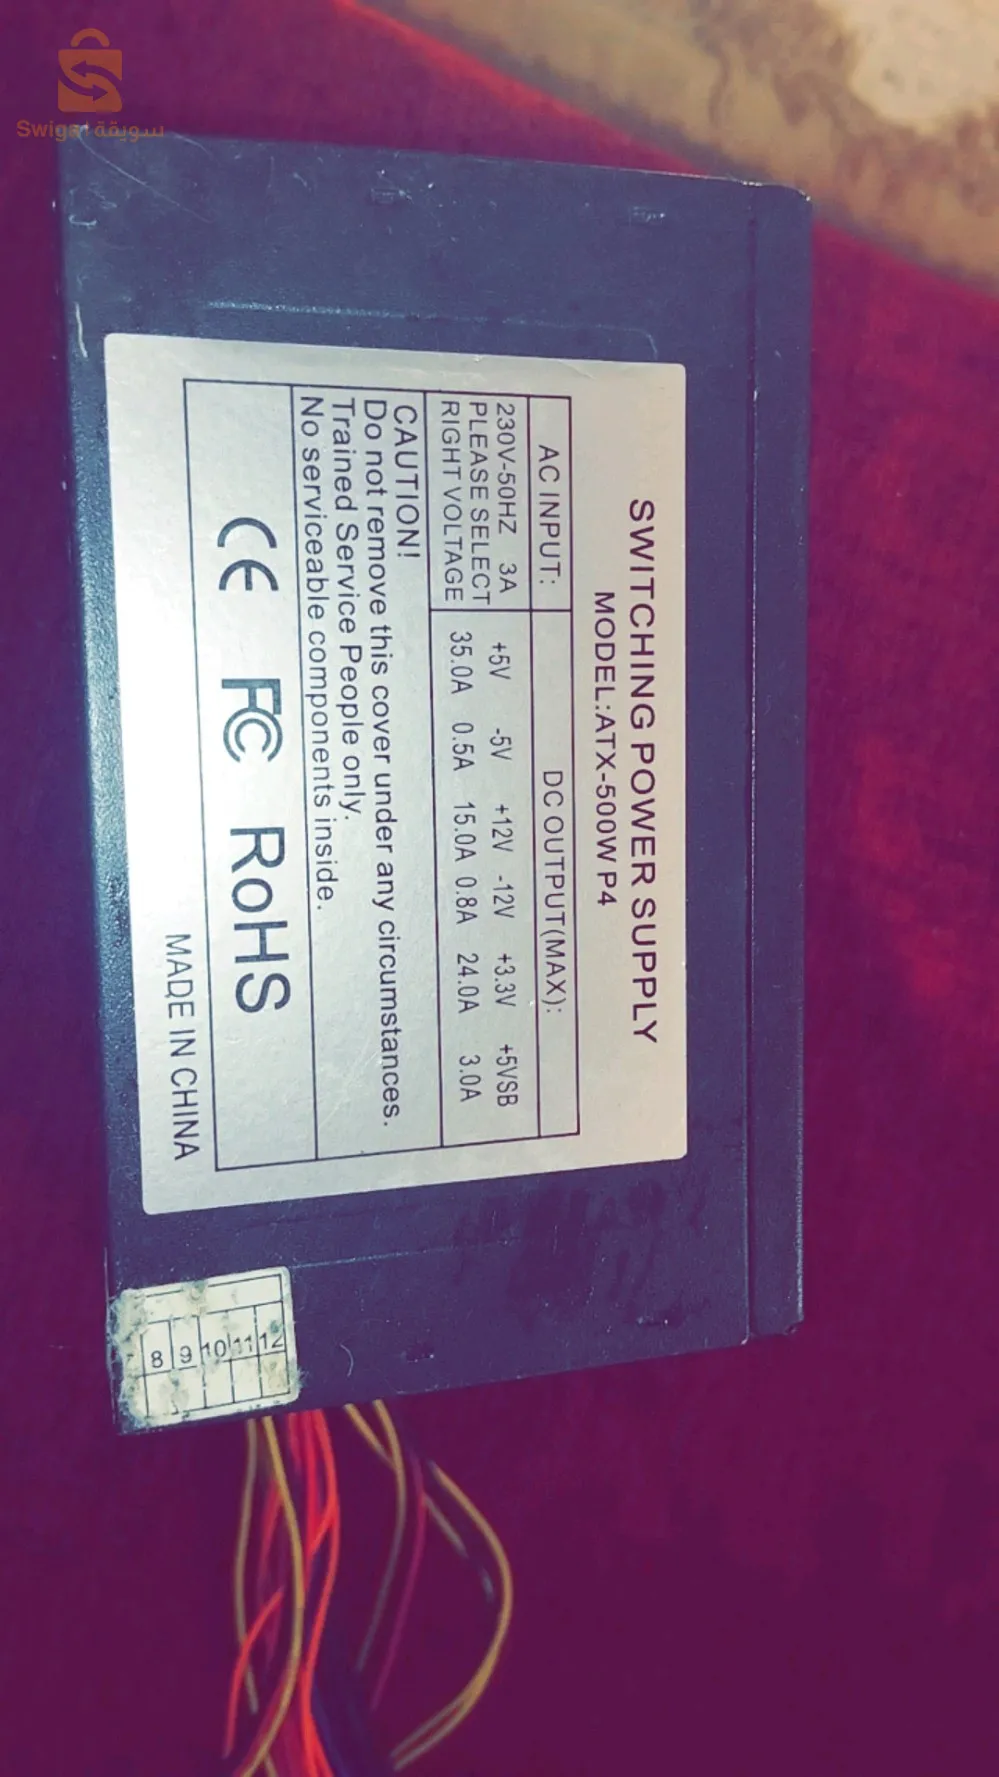 Swiqa سويقة
SWITCHING POWER SUPPLY
MODEL:ATX-500W P4
AC INPUT: DC OUTPUT(MAX):
230V-50HZ 3A +5V -5V +12V -12V +3.3V +5VSB
PLEASE SELECT
RIGHT VOLTAGE 35.0A 0.5A 15.0A 0.8A 24.0A 3.0A
CAUTION!
Do not remove this cover under any circumstances.
Trained Service People only.
No serviceable components inside.
CE FC RoHS
MADE IN CHINA
8 9 10 11 12